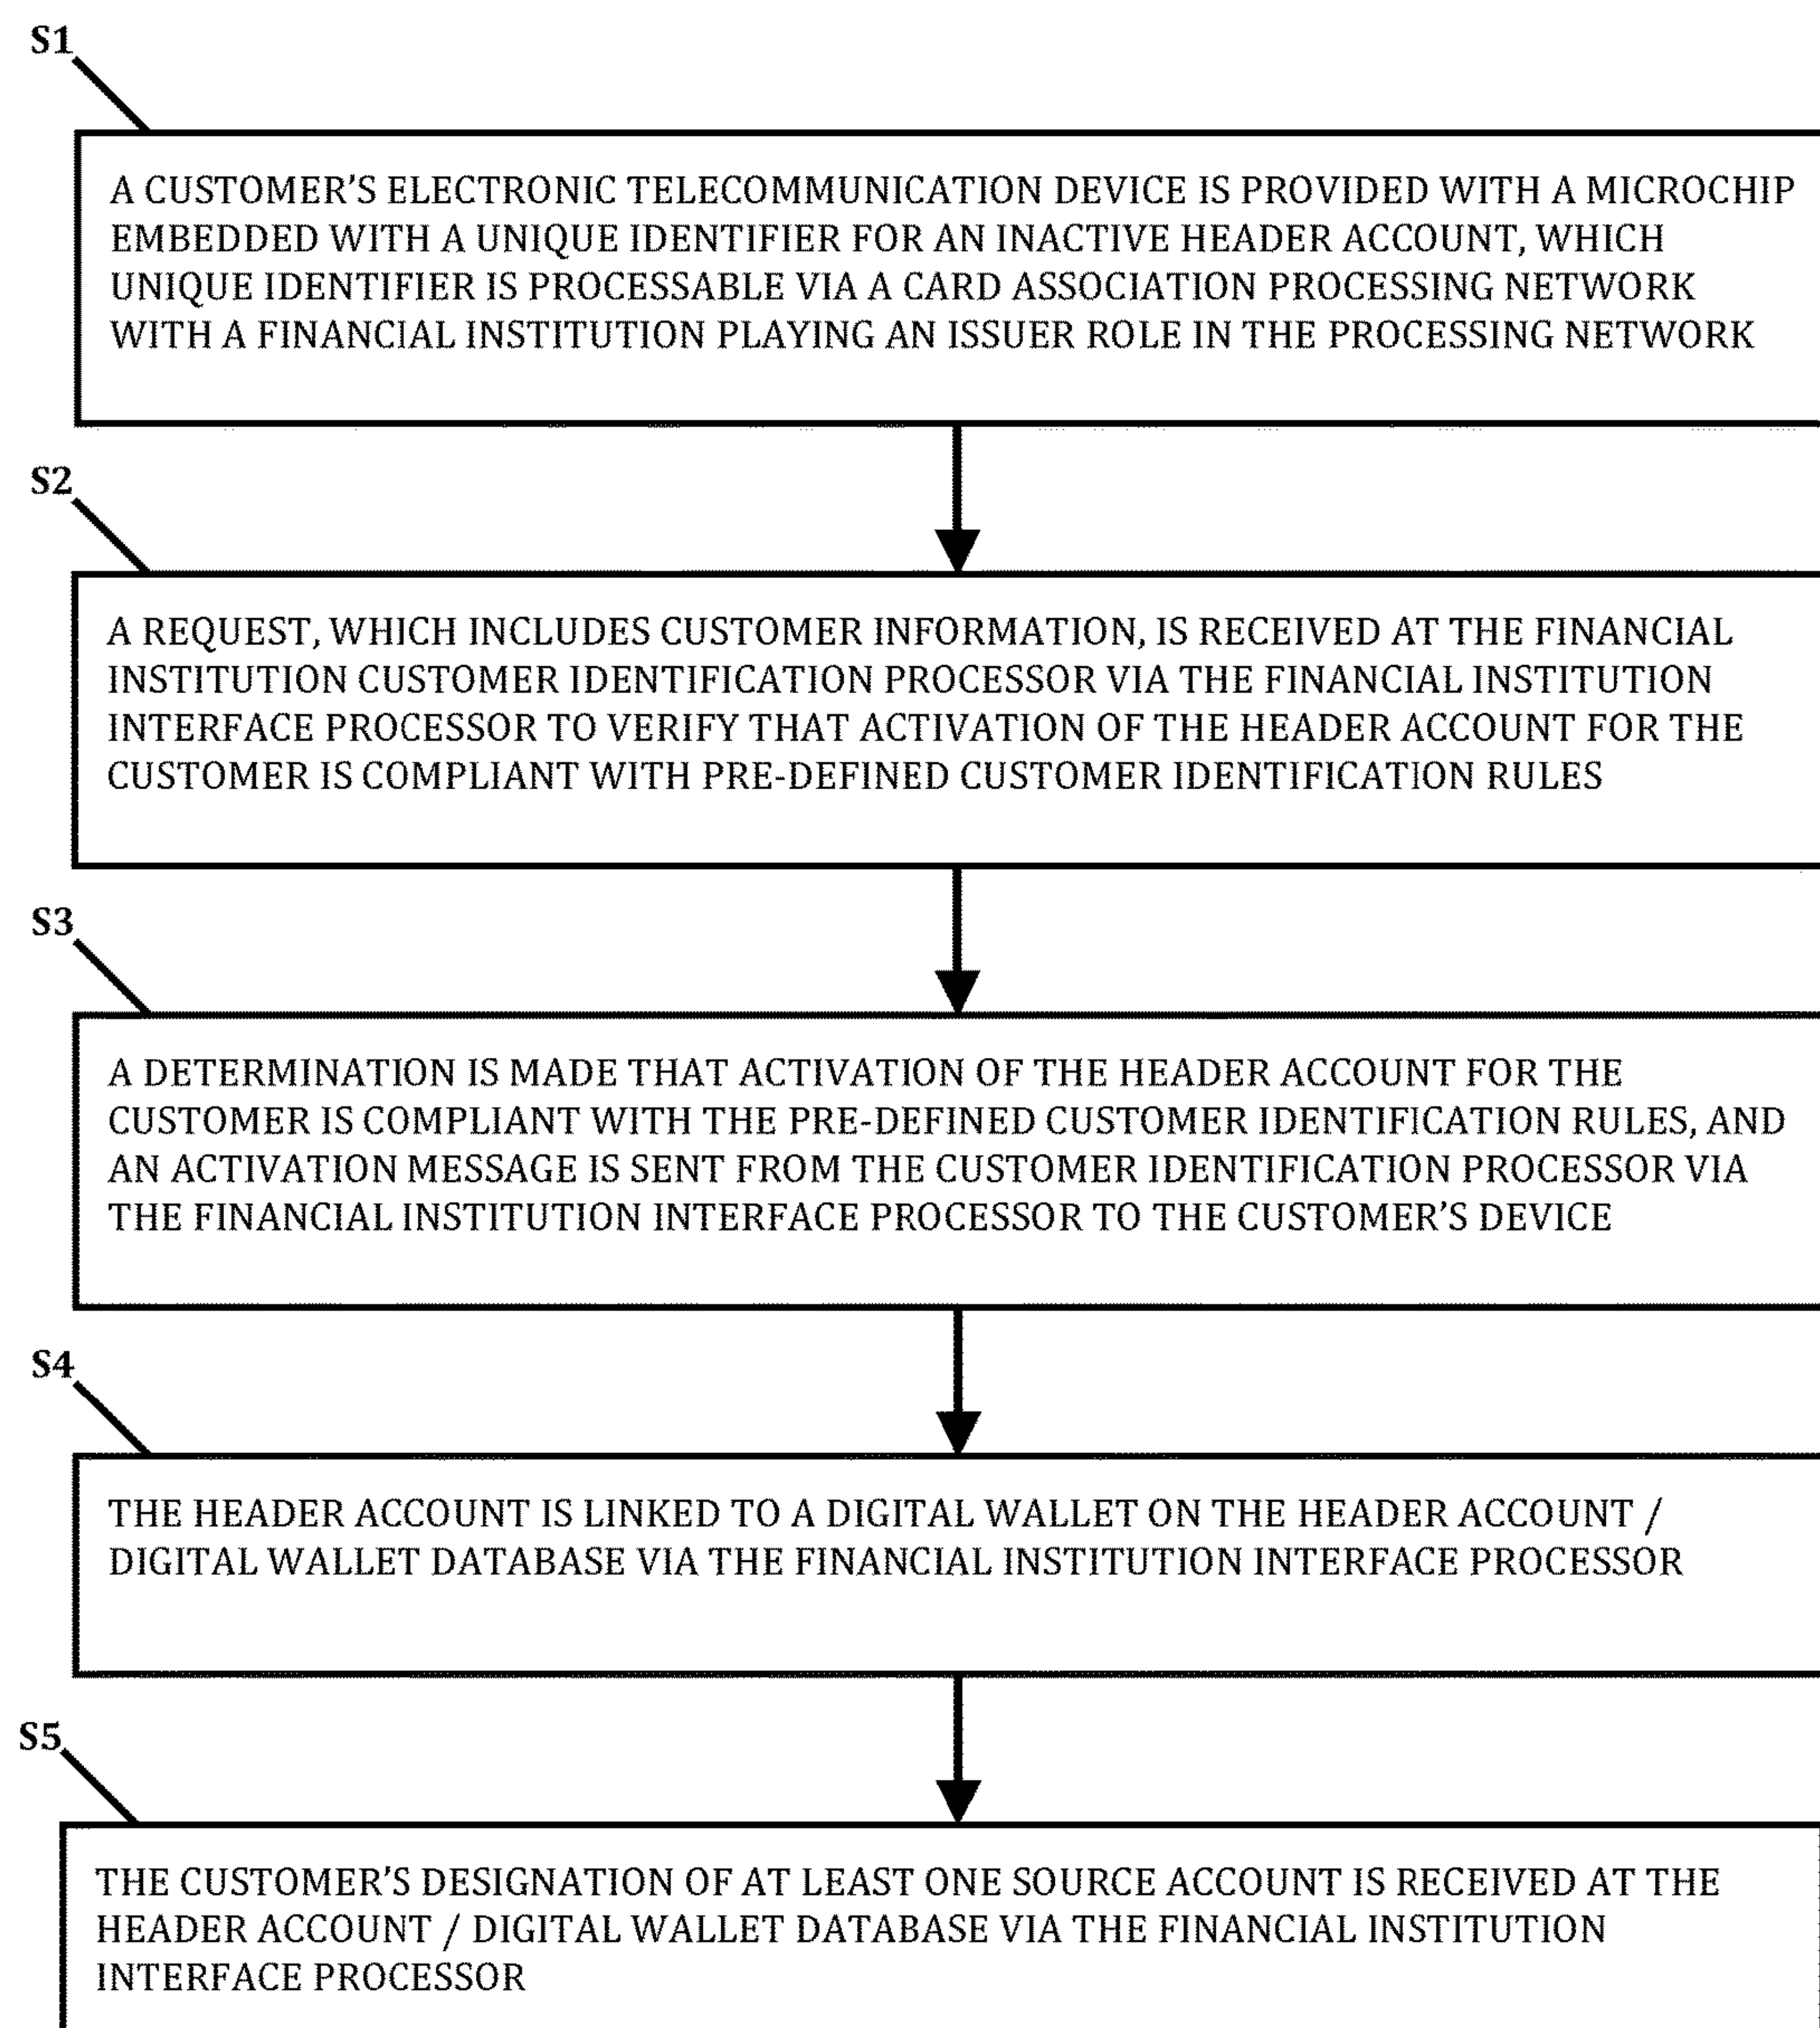 S1
A CUSTOMER'S ELECTRONIC TELECOMMUNICATION DEVICE IS PROVIDED WITH A MICROCHIP
EMBEDDED WITH A UNIQUE IDENTIFIER FOR AN INACTIVE HEADER ACCOUNT, WHICH
UNIQUE IDENTIFIER IS PROCESSABLE VIA A CARD ASSOCIATION PROCESSING NETWORK
WITH A FINANCIAL INSTITUTION PLAYING AN ISSUER ROLE IN THE PROCESSING NETWORK
S2
A REQUEST, WHICH INCLUDES CUSTOMER INFORMATION, IS RECEIVED AT THE FINANCIAL
INSTITUTION CUSTOMER IDENTIFICATION PROCESSOR VIA THE FINANCIAL INSTITUTION
INTERFACE PROCESSOR TO VERIFY THAT ACTIVATION OF THE HEADER ACCOUNT FOR THE
CUSTOMER IS COMPLIANT WITH PRE-DEFINED CUSTOMER IDENTIFICATION RULES
S3
A DETERMINATION IS MADE THAT ACTIVATION OF THE HEADER ACCOUNT FOR THE
CUSTOMER IS COMPLIANT WITH THE PRE-DEFINED CUSTOMER IDENTIFICATION RULES, AND
AN ACTIVATION MESSAGE IS SENT FROM THE CUSTOMER IDENTIFICATION PROCESSOR VIA
THE FINANCIAL INSTITUTION INTERFACE PROCESSOR TO THE CUSTOMER'S DEVICE
S4
THE HEADER ACCOUNT IS LINKED TO A DIGITAL WALLET ON THE HEADER ACCOUNT /
DIGITAL WALLET DATABASE VIA THE FINANCIAL INSTITUTION INTERFACE PROCESSOR
S5
THE CUSTOMER'S DESIGNATION OF AT LEAST ONE SOURCE ACCOUNT IS RECEIVED AT THE
HEADER ACCOUNT / DIGITAL WALLET DATABASE VIA THE FINANCIAL INSTITUTION
INTERFACE PROCESSOR